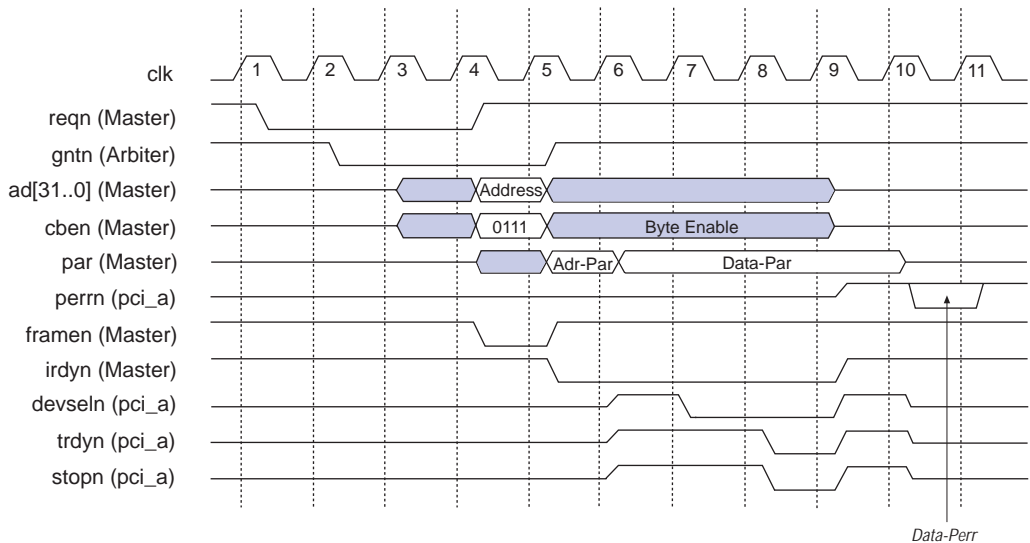 clk 1 2 3 4 5 6 7 8 9 10 11
reqn (Master)
gntn (Arbiter)
ad[31..0] (Master) Address
cben (Master) 0111 Byte Enable
par (Master) Adr-Par Data-Par
perrn (pci_a)
framen (Master)
irdyn (Master)
devseln (pci_a)
trdyn (pci_a)
stopn (pci_a)
Data-Perr